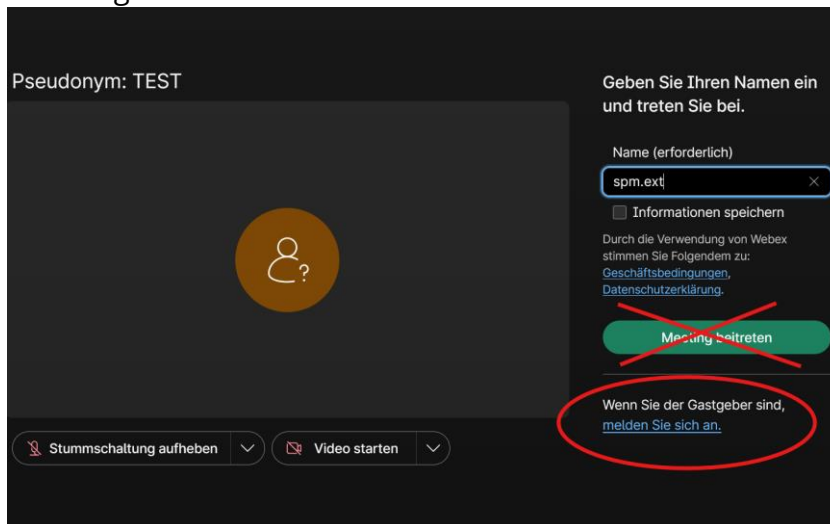 Pseudonym: TEST
Geben Sie Ihren Namen ein
und treten Sie bei.
Name (erforderlich)
spm.ext
Informationen speichern
Durch die Verwendung von Webex
stimmen Sie Folgendem zu:
Geschäftsbedingungen,
Datenschutzerklärung.
Meeting beitreten
Wenn Sie der Gastgeber sind,
melden Sie sich an.
Stummschaltung aufheben
Video starten